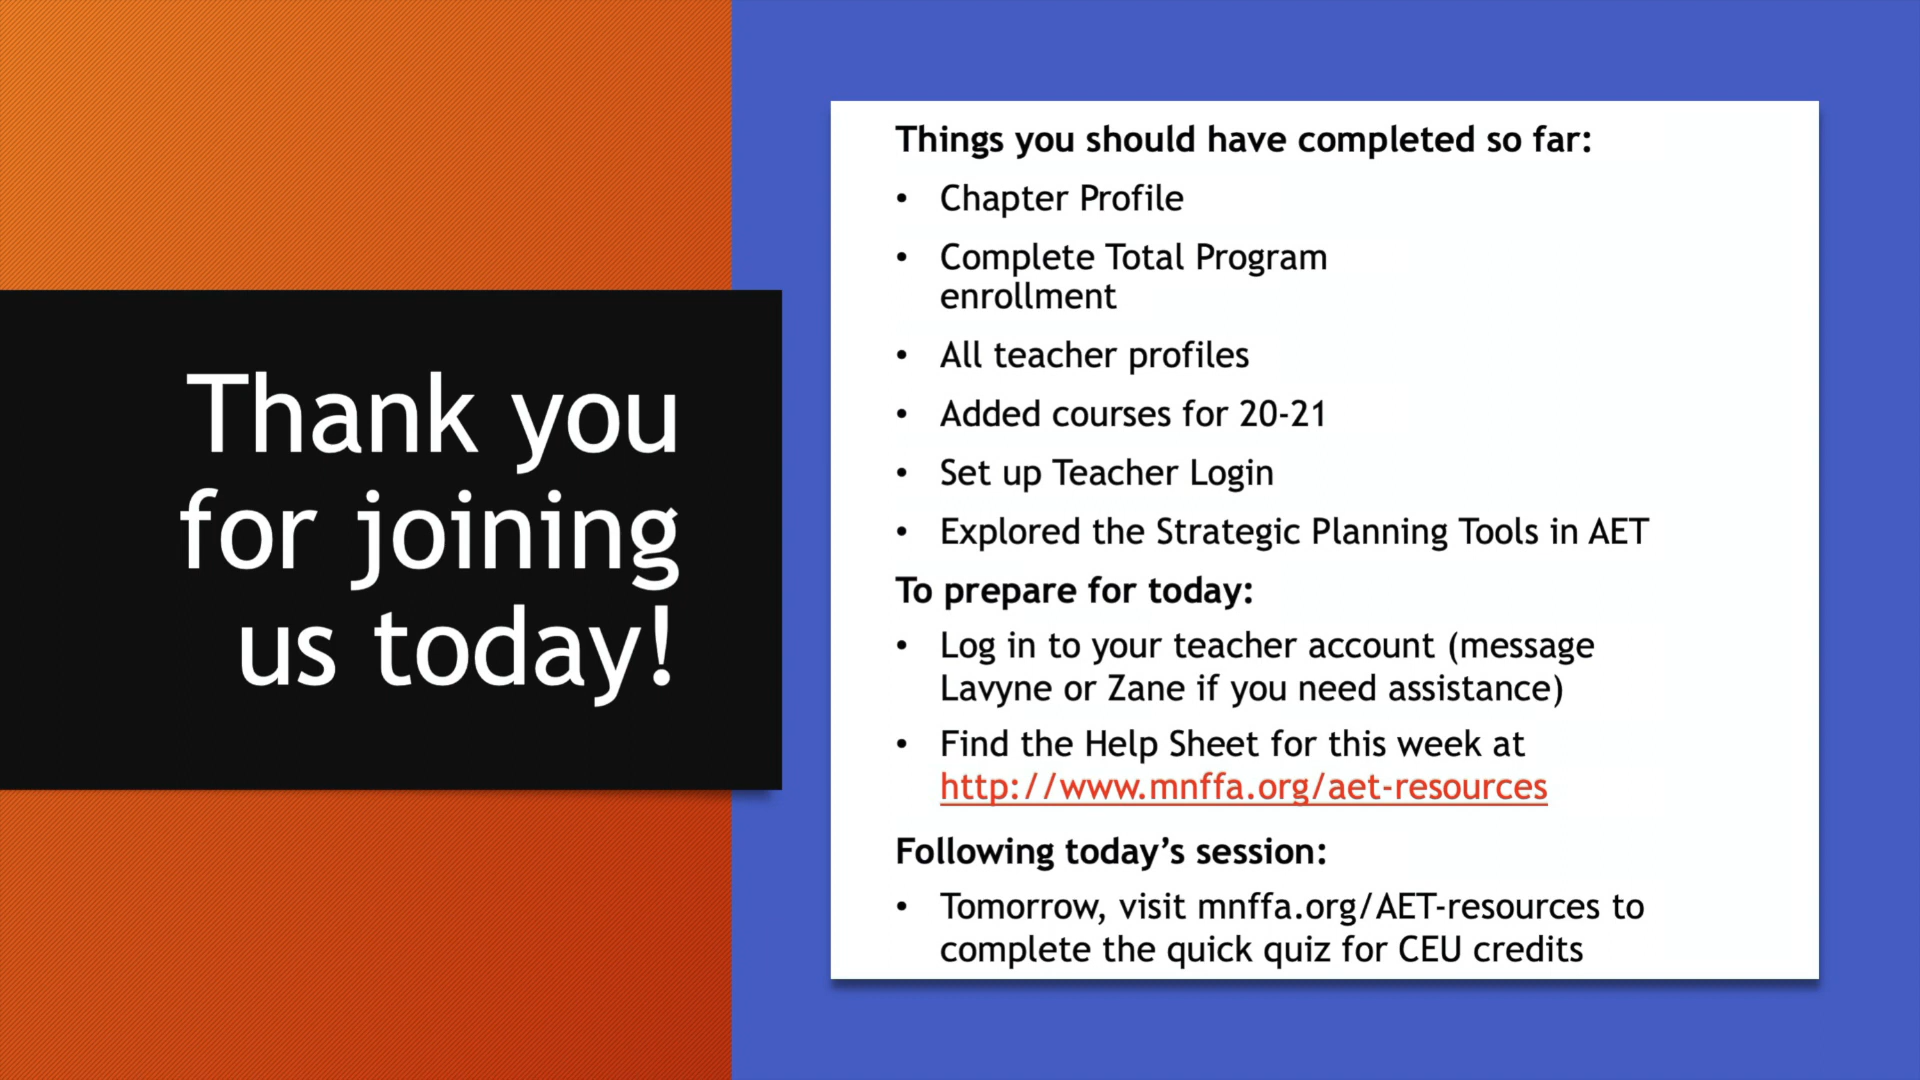 Thank you
for joining
us today!
Things you should have completed so far:
• Chapter Profile
• Complete Total Program
enrollment
• All teacher profiles
• Added courses for 20-21
• Set up Teacher Login
• Explored the Strategic Planning Tools in AET
To prepare for today:
• Log in to your teacher account (message
Lavyne or Zane if you need assistance)
• Find the Help Sheet for this week at
http://www.mnffa.org/aet-resources
Following today’s session:
• Tomorrow, visit mnffa.org/AET-resources to
complete the quick quiz for CEU credits